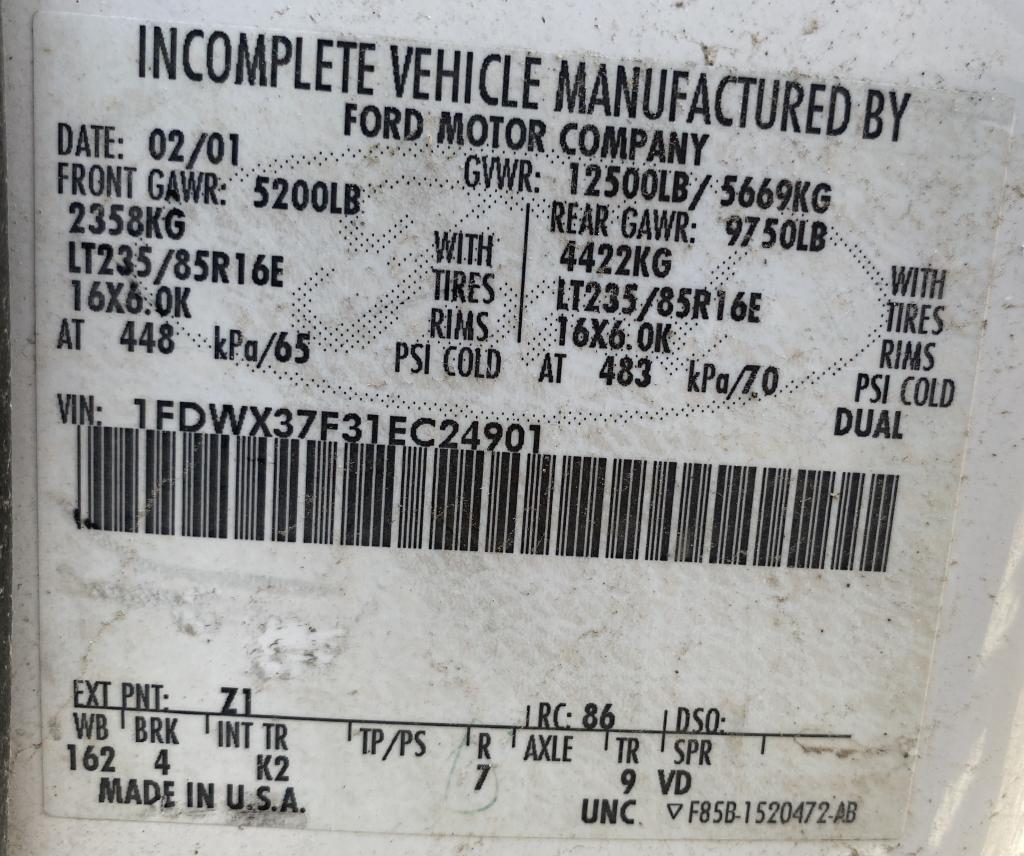 INCOMPLETE VEHICLE MANUFACTURED BY
FORD MOTOR COMPANY
DATE: 02/01 GVWR: 12500LB/ 5669KG
FRONT GAWR: 5200LB REAR GAWR: 9750LB
2358KG WITH 4422KG WITH
LT235/85R16E TIRES LT235/85R16E TIRES
16X6.0K RIMS 16X6.0K RIMS
AT 448 kPa/65 PSI COLD AT 483 kPa/70 PSI COLD
DUAL
VIN: 1FDWX37F31EC24901
EXT PNT: Z1 RC: 86 DSO:
WB BRK INT TR TP/PS R AXLE TR SPR
162 4 K2 7 9 VD
MADE IN U.S.A. UNC ▽F85B-1520472-AB